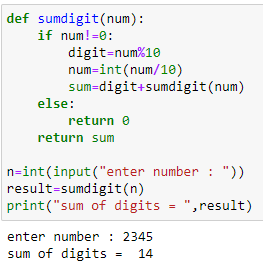 def sumdigit(num):
    if num!=0:
        digit=num%10
        num=int(num/10)
        sum=digit+sumdigit(num)
    else:
        return 0
    return sum

n=int(input("enter number : "))
result=sumdigit(n)
print("sum of digits = ",result)

enter number : 2345
sum of digits =  14